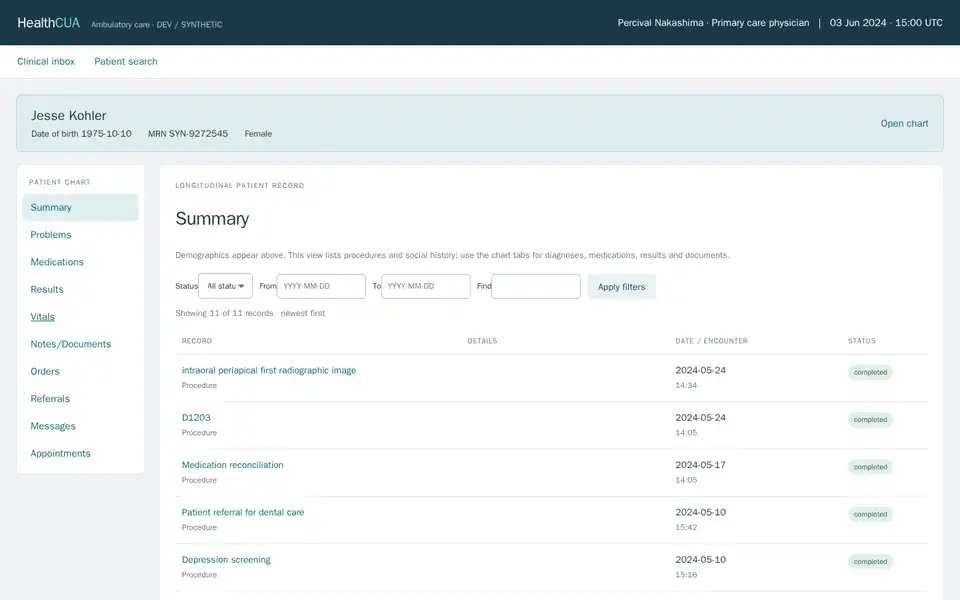 HealthCUA Ambulatory care · DEV / SYNTHETIC Percival Nakashima · Primary care physician | 03 Jun 2024 · 15:00 UTC
Clinical inbox Patient search
Jesse Kohler
Date of birth 1975-10-10 MRN SYN-9272545 Female
Open chart
PATIENT CHART
Summary
Problems
Medications
Results
Vitals
Notes/Documents
Orders
Referrals
Messages
Appointments
LONGITUDINAL PATIENT RECORD
Summary
Demographics appear above. This view lists procedures and social history; use the chart tabs for diagnoses, medications, results and documents.
Status All statu From YYYY-MM-DD To YYYY-MM-DD Find Apply filters
Showing 11 of 11 records newest first
RECORD DETAILS DATE / ENCOUNTER STATUS
intraoral periapical first radiographic image 2024-05-24 completed
Procedure 14:34
D1203 2024-05-24 completed
Procedure 14:05
Medication reconciliation 2024-05-17 completed
Procedure 14:05
Patient referral for dental care 2024-05-10 completed
Procedure 15:42
Depression screening 2024-05-10 completed
Procedure 15:16